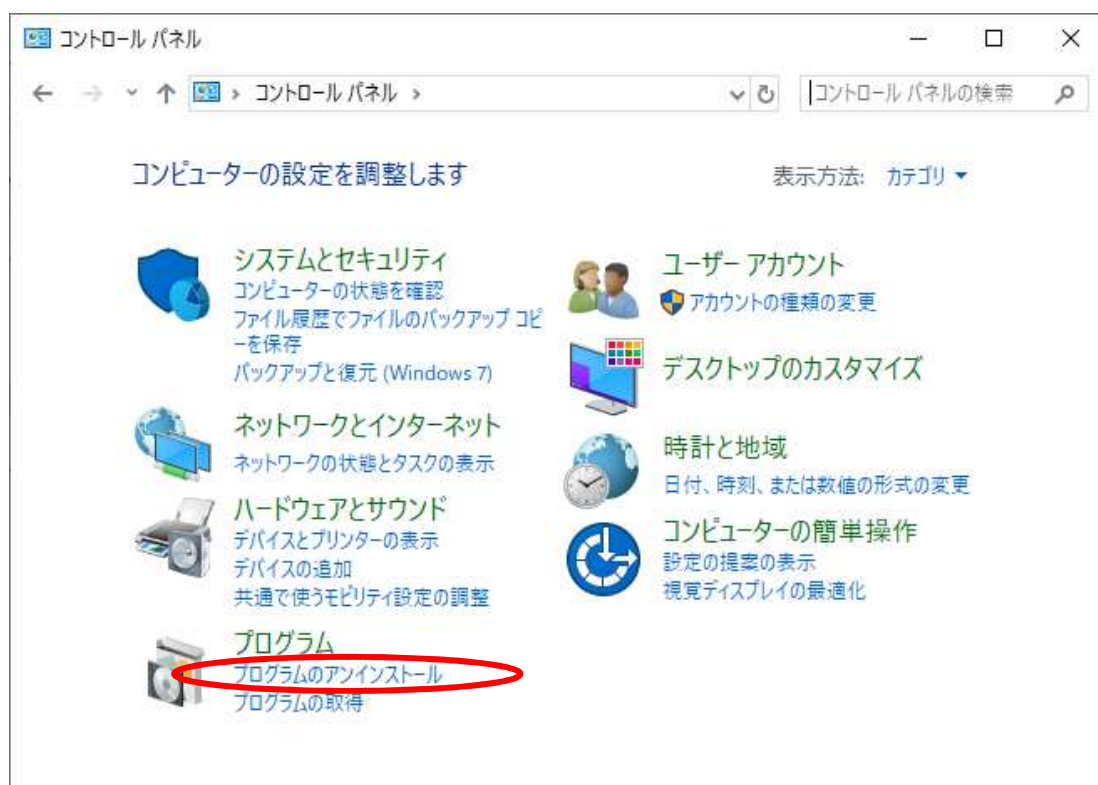 コントロール パネル
コントロール パネル
コントロール パネルの検索
コンピューターの設定を調整します
表示方法: カテゴリ
システムとセキュリティ
コンピューターの状態を確認
ファイル履歴でファイルのバックアップ コピ
ーを保存
バックアップと復元 (Windows 7)
ネットワークとインターネット
ネットワークの状態とタスクの表示
ハードウェアとサウンド
デバイスとプリンターの表示
デバイスの追加
共通で使うモビリティ設定の調整
プログラム
プログラムのアンインストール
プログラムの取得
ユーザー アカウント
アカウントの種類の変更
デスクトップのカスタマイズ
時計と地域
日付、時刻、または数値の形式の変更
コンピューターの簡単操作
設定の提案の表示
視覚ディスプレイの最適化